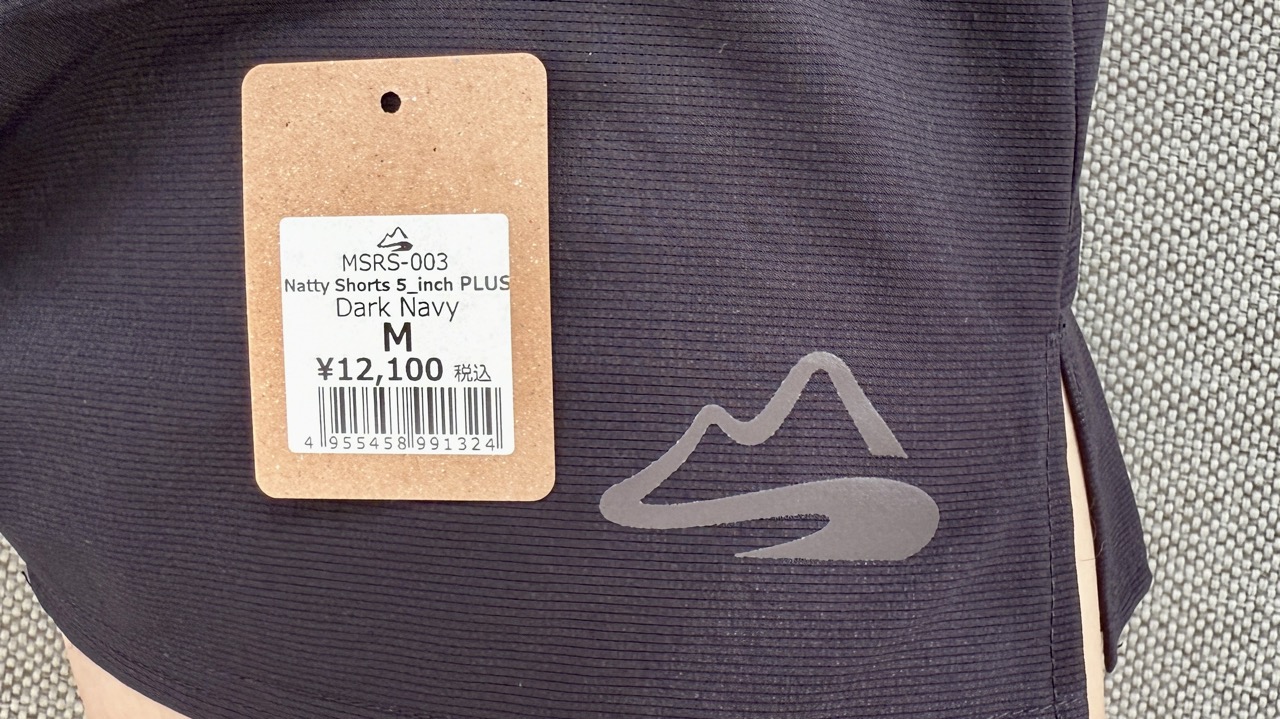 MSRS-003
Natty Shorts 5_inch PLUS
Dark Navy
M
¥12,100 税込
4 955458 991324